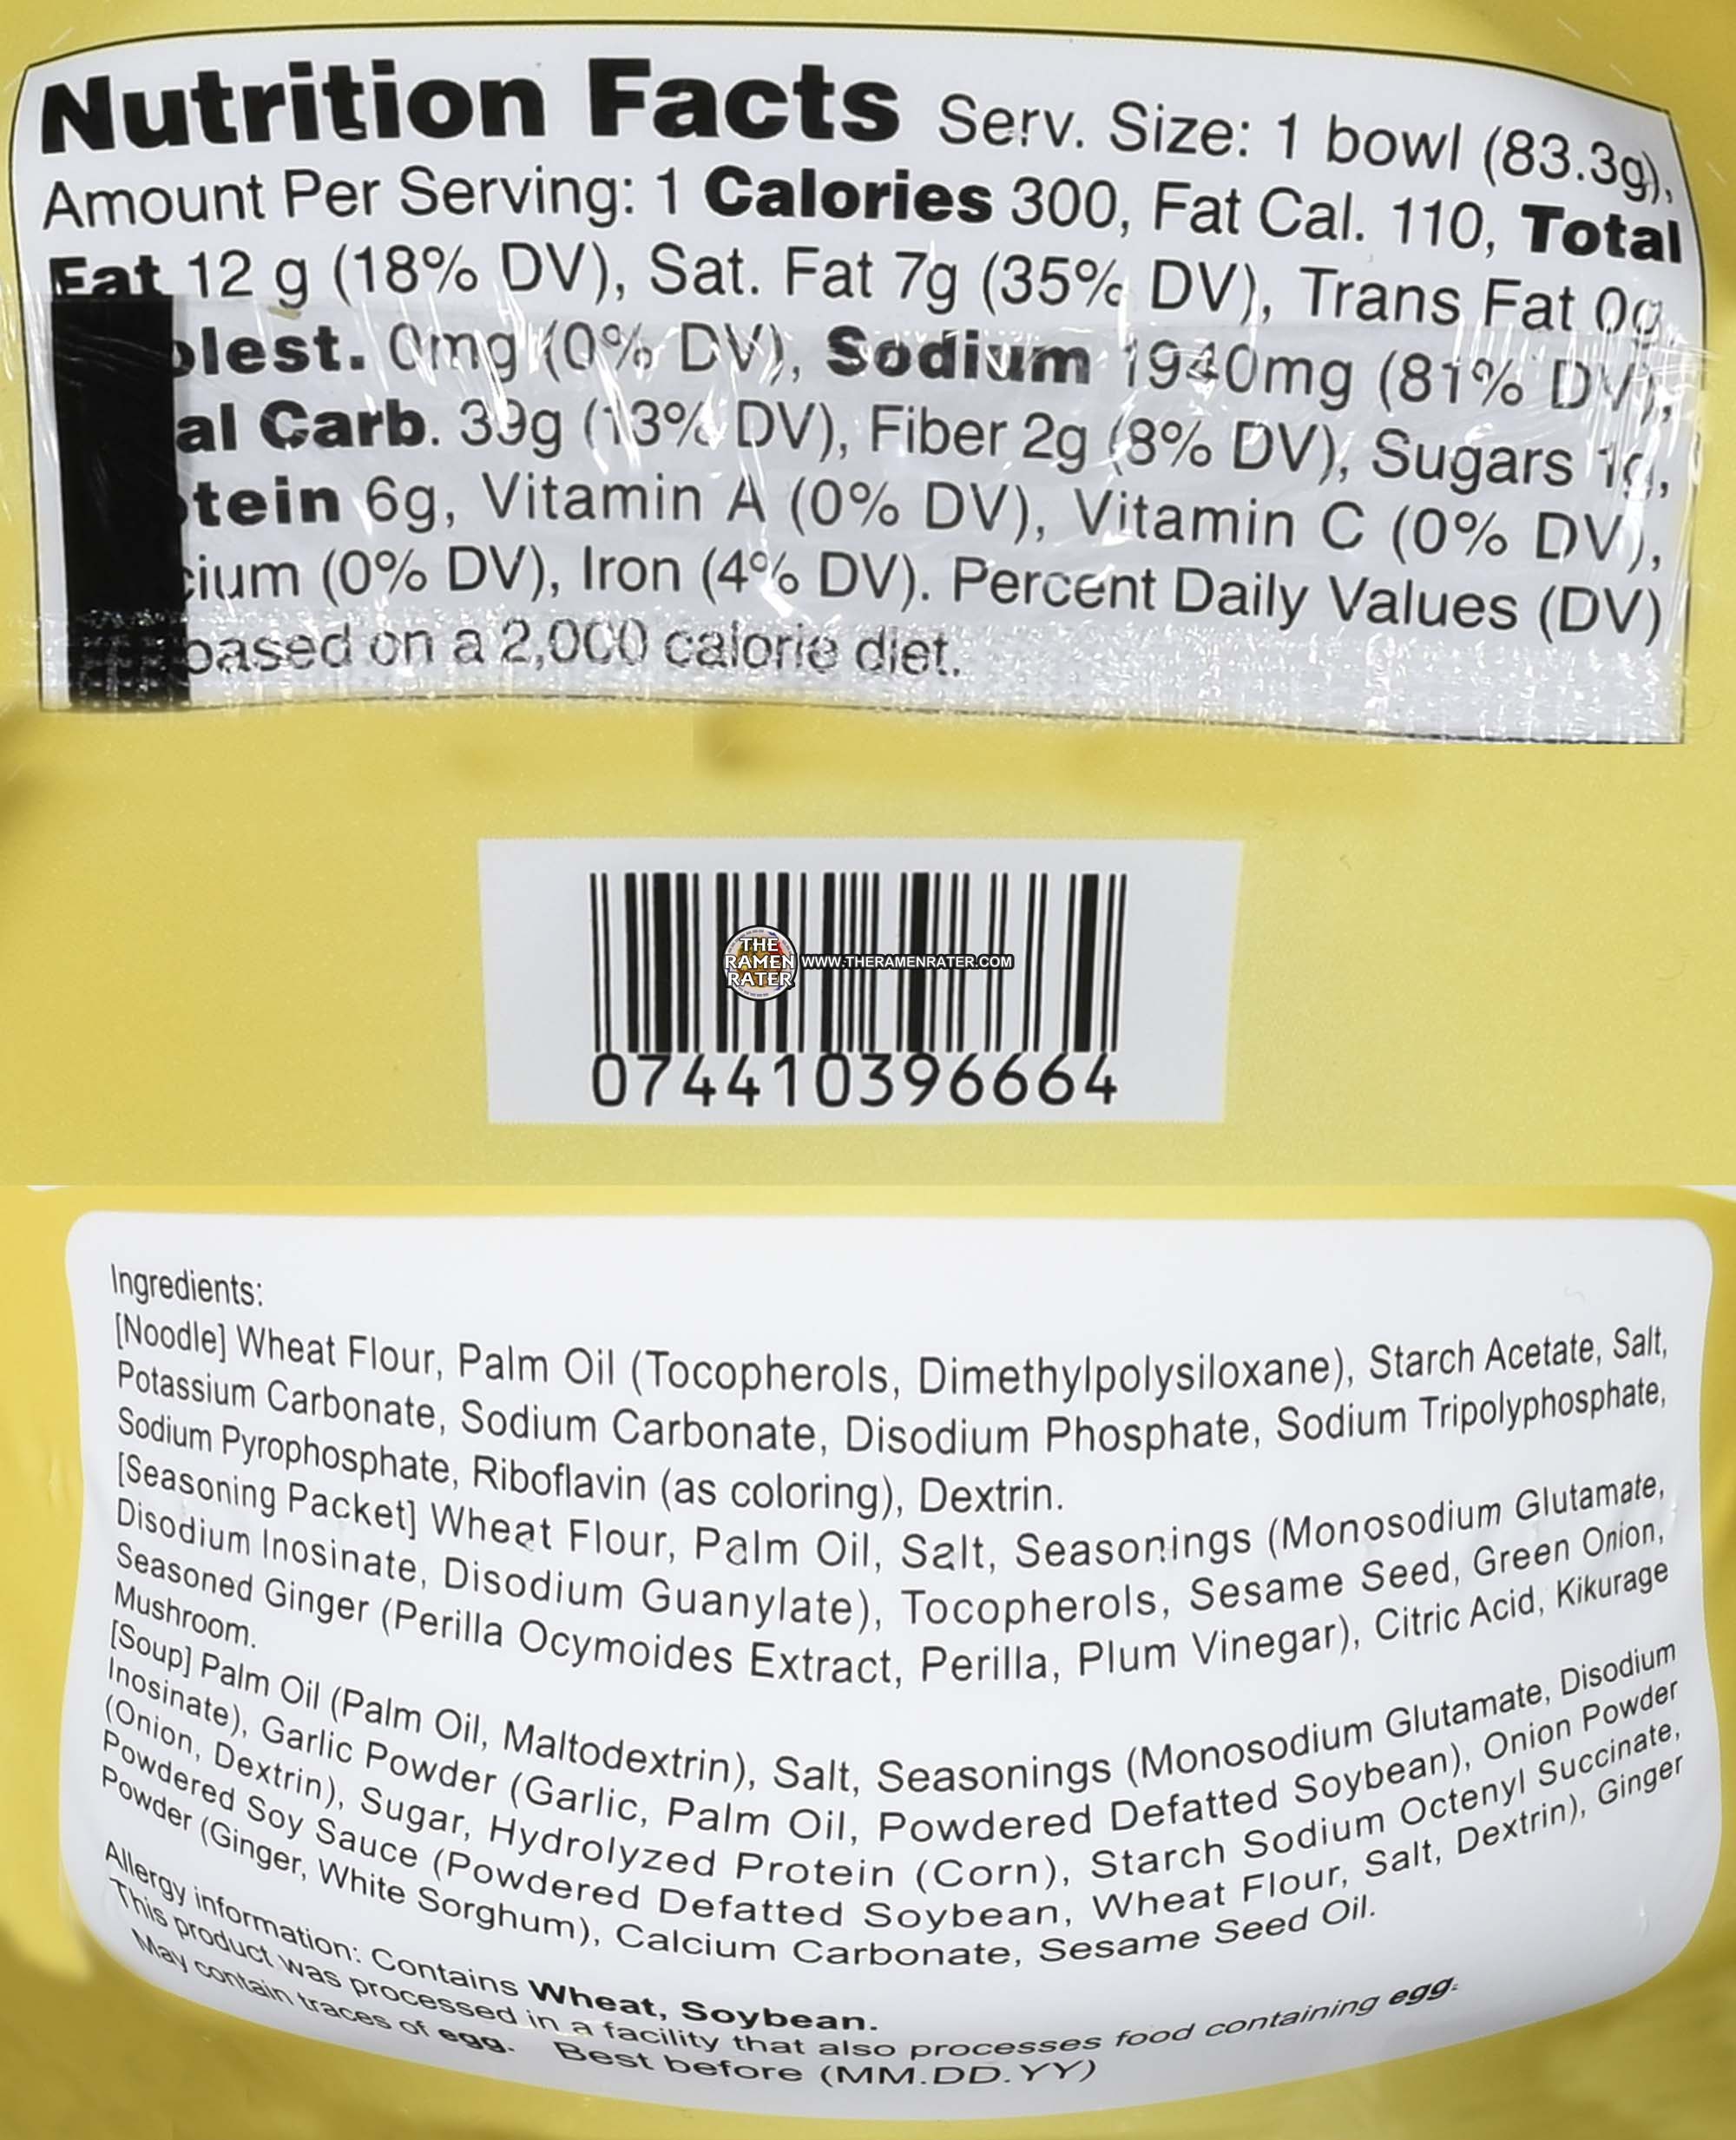 Nutrition Facts Serv. Size: 1 bowl (83.3g),
Amount Per Serving: 1 Calories 300, Fat Cal. 110, Total
Fat 12 g (18% DV), Sat. Fat 7g (35% DV), Trans Fat 0g,
olest. 0mg (0% DV), Sodium 1940mg (81% DV),
al Carb. 39g (13% DV), Fiber 2g (8% DV), Sugars 1g,
tein 6g, Vitamin A (0% DV), Vitamin C (0% DV),
cium (0% DV), Iron (4% DV). Percent Daily Values (DV)
based on a 2,000 calorie diet.
THE
RAMEN
RATER
WWW.THERAMENRATER.COM
074410396664
Ingredients:
[Noodle] Wheat Flour, Palm Oil (Tocopherols, Dimethylpolysiloxane), Starch Acetate, Salt,
Potassium Carbonate, Sodium Carbonate, Disodium Phosphate, Sodium Tripolyphosphate,
Sodium Pyrophosphate, Riboflavin (as coloring), Dextrin.
[Seasoning Packet] Wheat Flour, Palm Oil, Salt, Seasonings (Monosodium Glutamate,
Disodium Inosinate, Disodium Guanylate), Tocopherols, Sesame Seed, Green Onion,
Seasoned Ginger (Perilla Ocymoides Extract, Perilla, Plum Vinegar), Citric Acid, Kikurage
Mushroom.
[Soup] Palm Oil (Palm Oil, Maltodextrin), Salt, Seasonings (Monosodium Glutamate, Disodium
Inosinate), Garlic Powder (Garlic, Palm Oil, Powdered Defatted Soybean), Onion Powder
(Onion, Dextrin), Sugar, Hydrolyzed Protein (Corn), Starch Sodium Octenyl Succinate,
Powdered Soy Sauce (Powdered Defatted Soybean, Wheat Flour, Salt, Dextrin), Ginger
Powder (Ginger, White Sorghum), Calcium Carbonate, Sesame Seed Oil.
Allergy information: Contains Wheat, Soybean.
This product was processed in a facility that also processes food containing egg.
May contain traces of egg. Best before (MM.DD.YY)